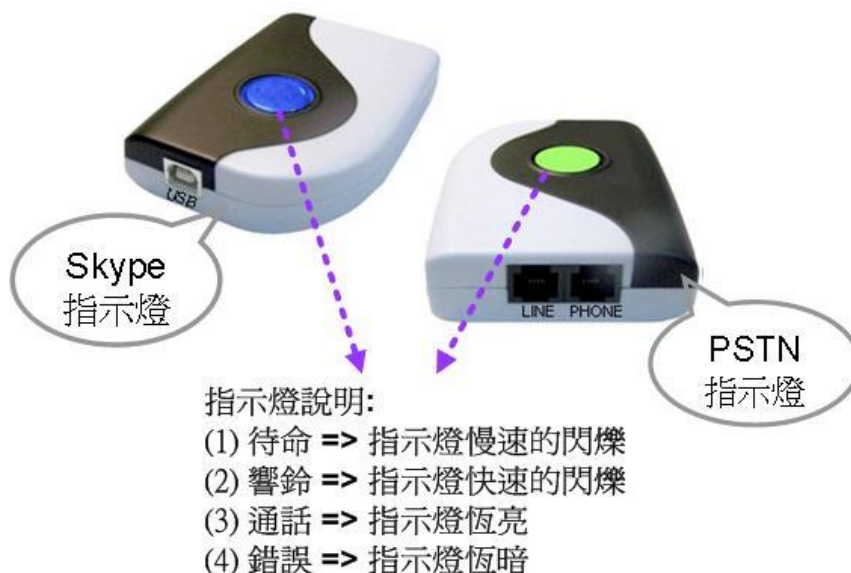 USB
Skype
指示燈
LINE PHONE
PSTN
指示燈
指示燈說明:
(1) 待命 => 指示燈慢速的閃爍
(2) 響鈴 => 指示燈快速的閃爍
(3) 通話 => 指示燈恆亮
(4) 錯誤 => 指示燈恆暗